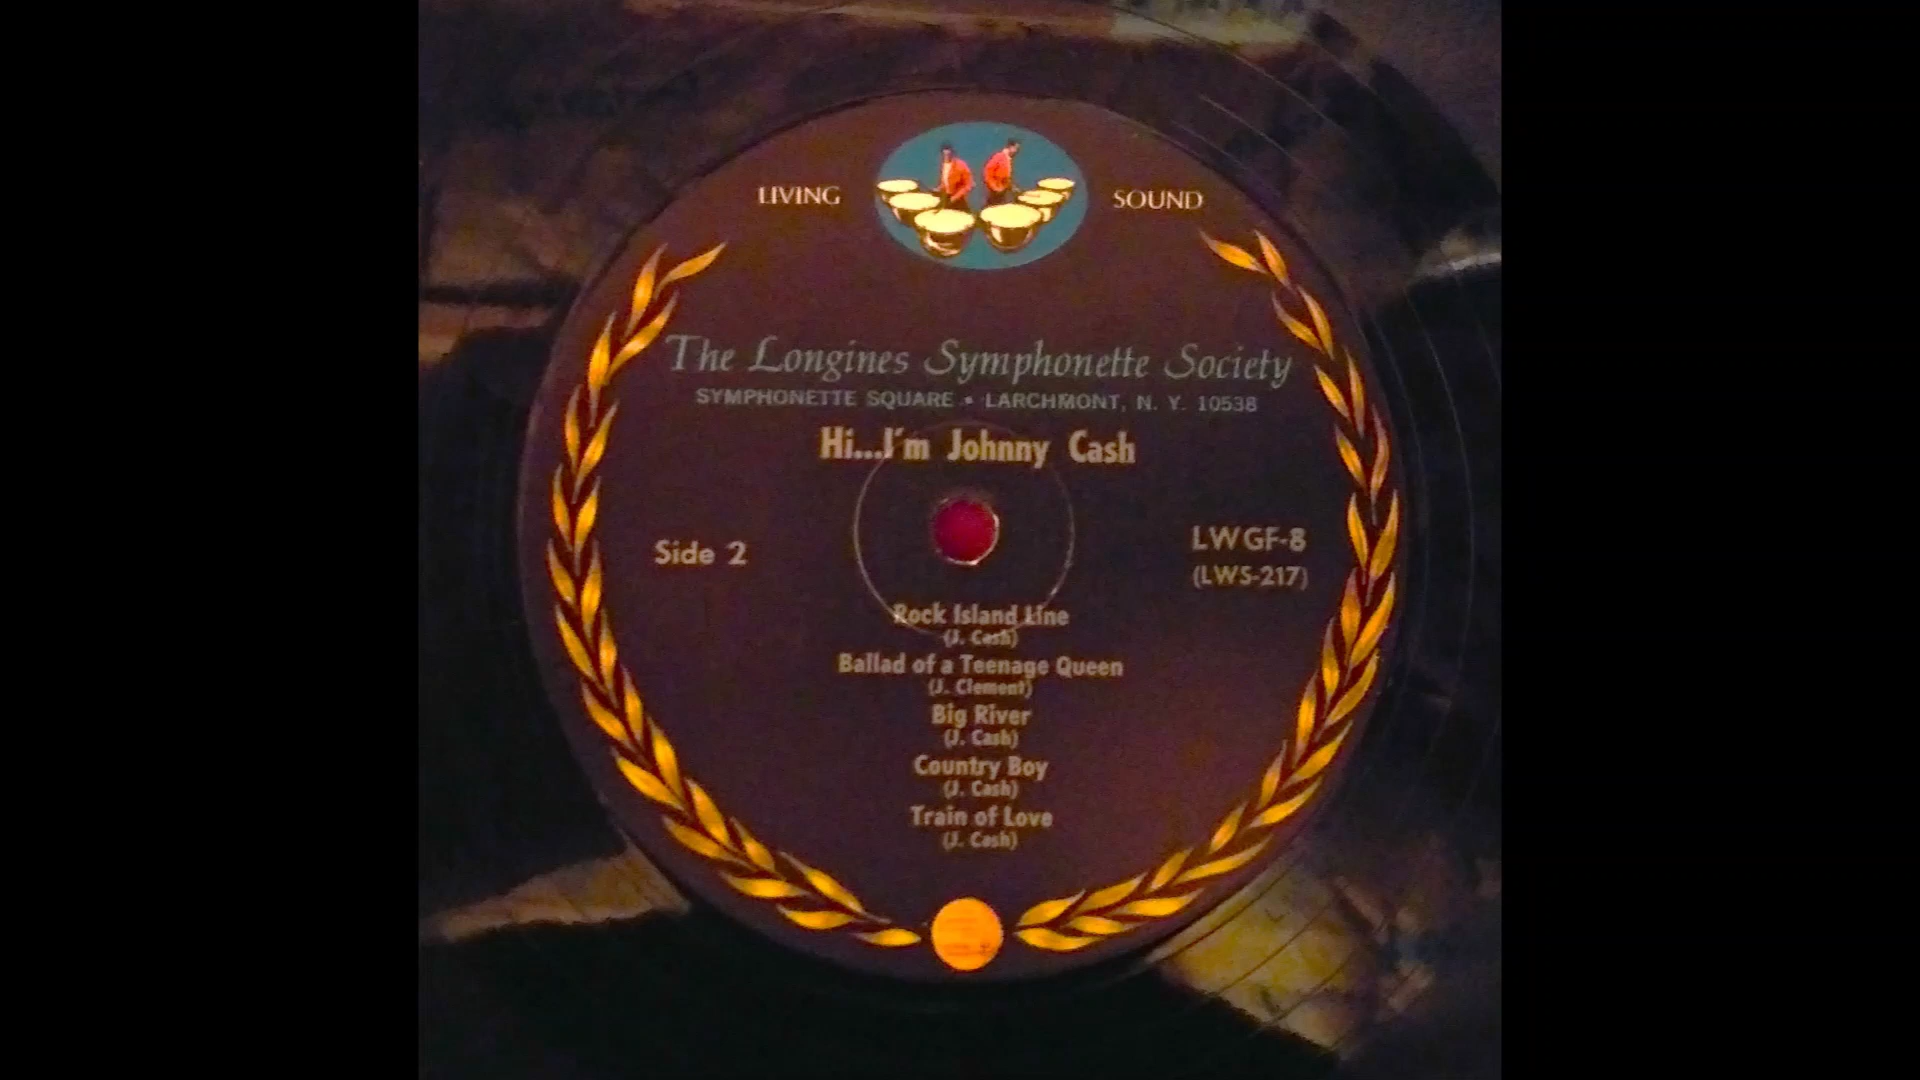 LIVING SOUND
The Longines Symphonette Society
SYMPHONETTE SQUARE • LARCHMONT, N. Y. 10538
Hi...I'm Johnny Cash
Side 2
LWGF-8
(LWS-217)
Rock Island Line
(J. Cash)
Ballad of a Teenage Queen
(J. Clement)
Big River
(J. Cash)
Country Boy
(J. Cash)
Train of Love
(J. Cash)